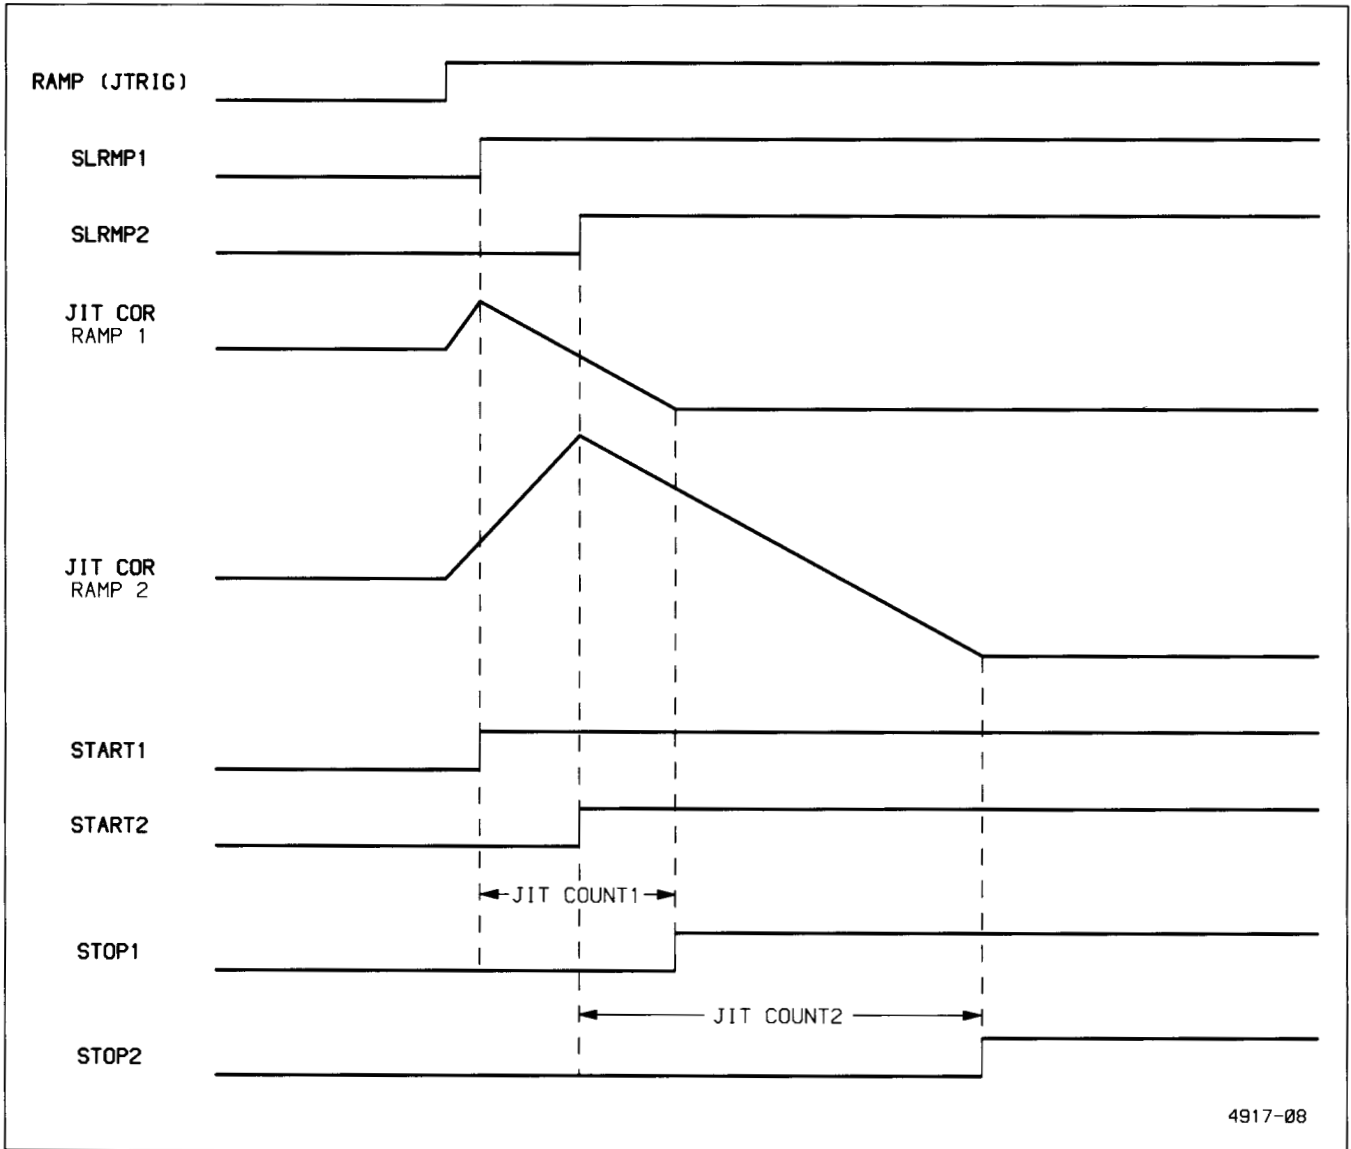 RAMP (JTRIG)
SLRMP1
SLRMP2
JIT COR
RAMP 1
JIT COR
RAMP 2
START1
START2
JIT COUNT1
STOP1
JIT COUNT2
STOP2
4917-08